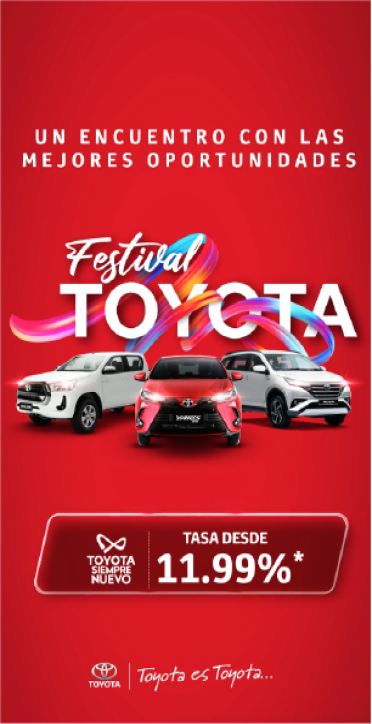 UN ENCUENTRO CON LAS
MEJORES OPORTUNIDADES
Festival
TOYOTA
YARIS
TOYOTA
SIEMPRE
NUEVO
TASA DESDE
11.99%*
TOYOTA
Toyota es Toyota...